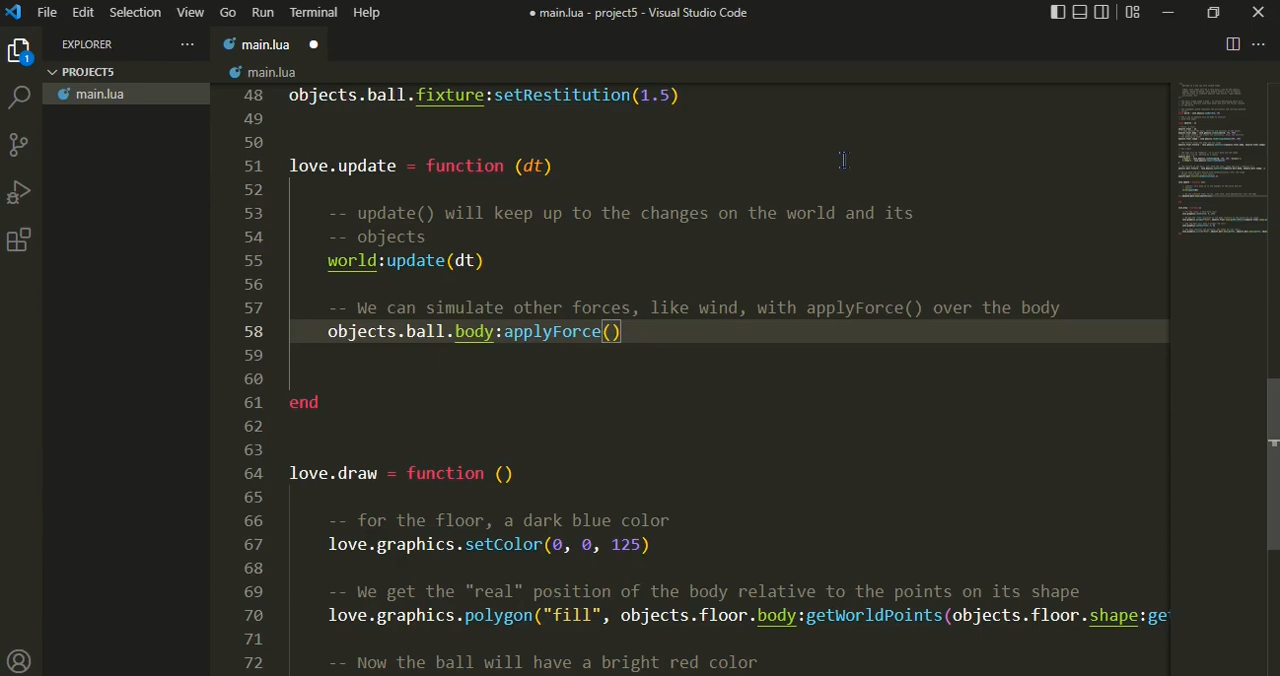 File Edit Selection View Go Run Terminal Help ● main.lua - project5 - Visual Studio Code
EXPLORER ··· main.lua ●
PROJECT5 main.lua
main.lua
1
48 objects.ball.fixture:setRestitution(1.5)
49
50
51 love.update = function (dt)
52
53 -- update() will keep up to the changes on the world and its
54 -- objects
55 world:update(dt)
56
57 -- We can simulate other forces, like wind, with applyForce() over the body
58 objects.ball.body:applyForce()
59
60
61 end
62
63
64 love.draw = function ()
65
66 -- for the floor, a dark blue color
67 love.graphics.setColor(0, 0, 125)
68
69 -- We get the "real" position of the body relative to the points on its shape
70 love.graphics.polygon("fill", objects.floor.body:getWorldPoints(objects.floor.shape:get
71
72 -- Now the ball will have a bright red color